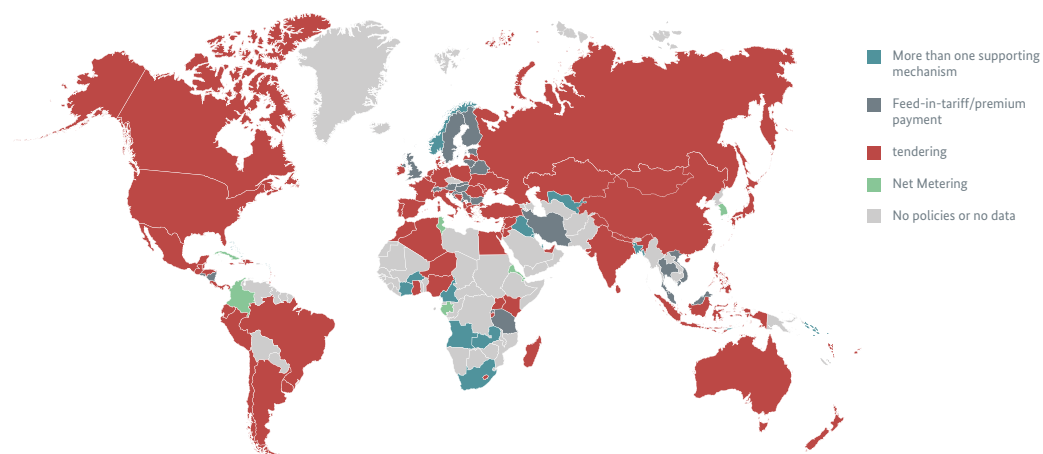 More than one supporting
mechanism
Feed-in-tariff/premium
payment
tendering
Net Metering
No policies or no data